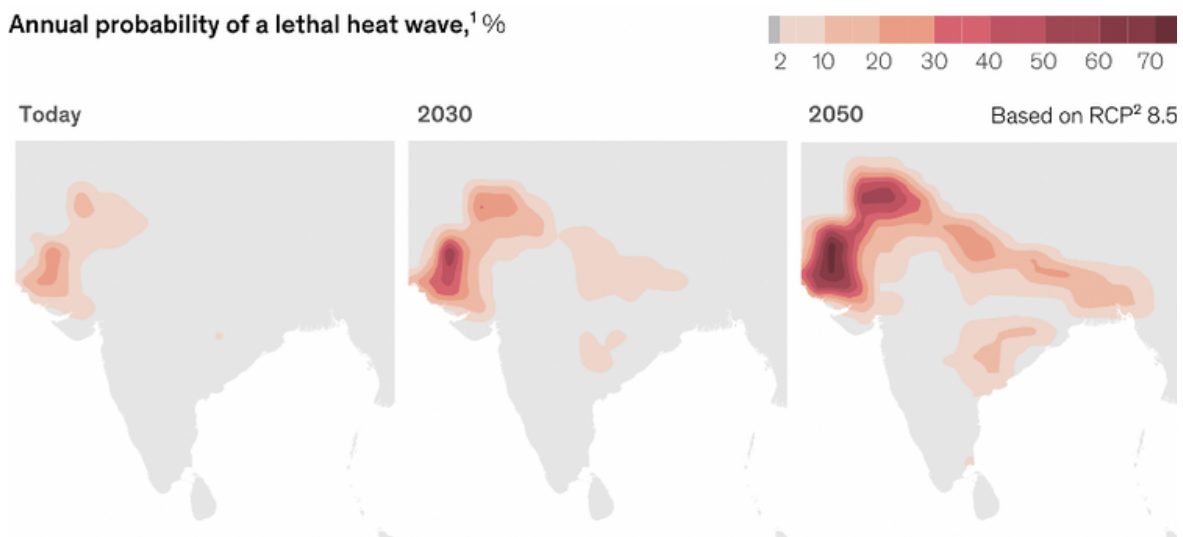 Annual probability of a lethal heat wave,¹ %
2 10 20 30 40 50 60 70
Today
2030
2050
Based on RCP² 8.5